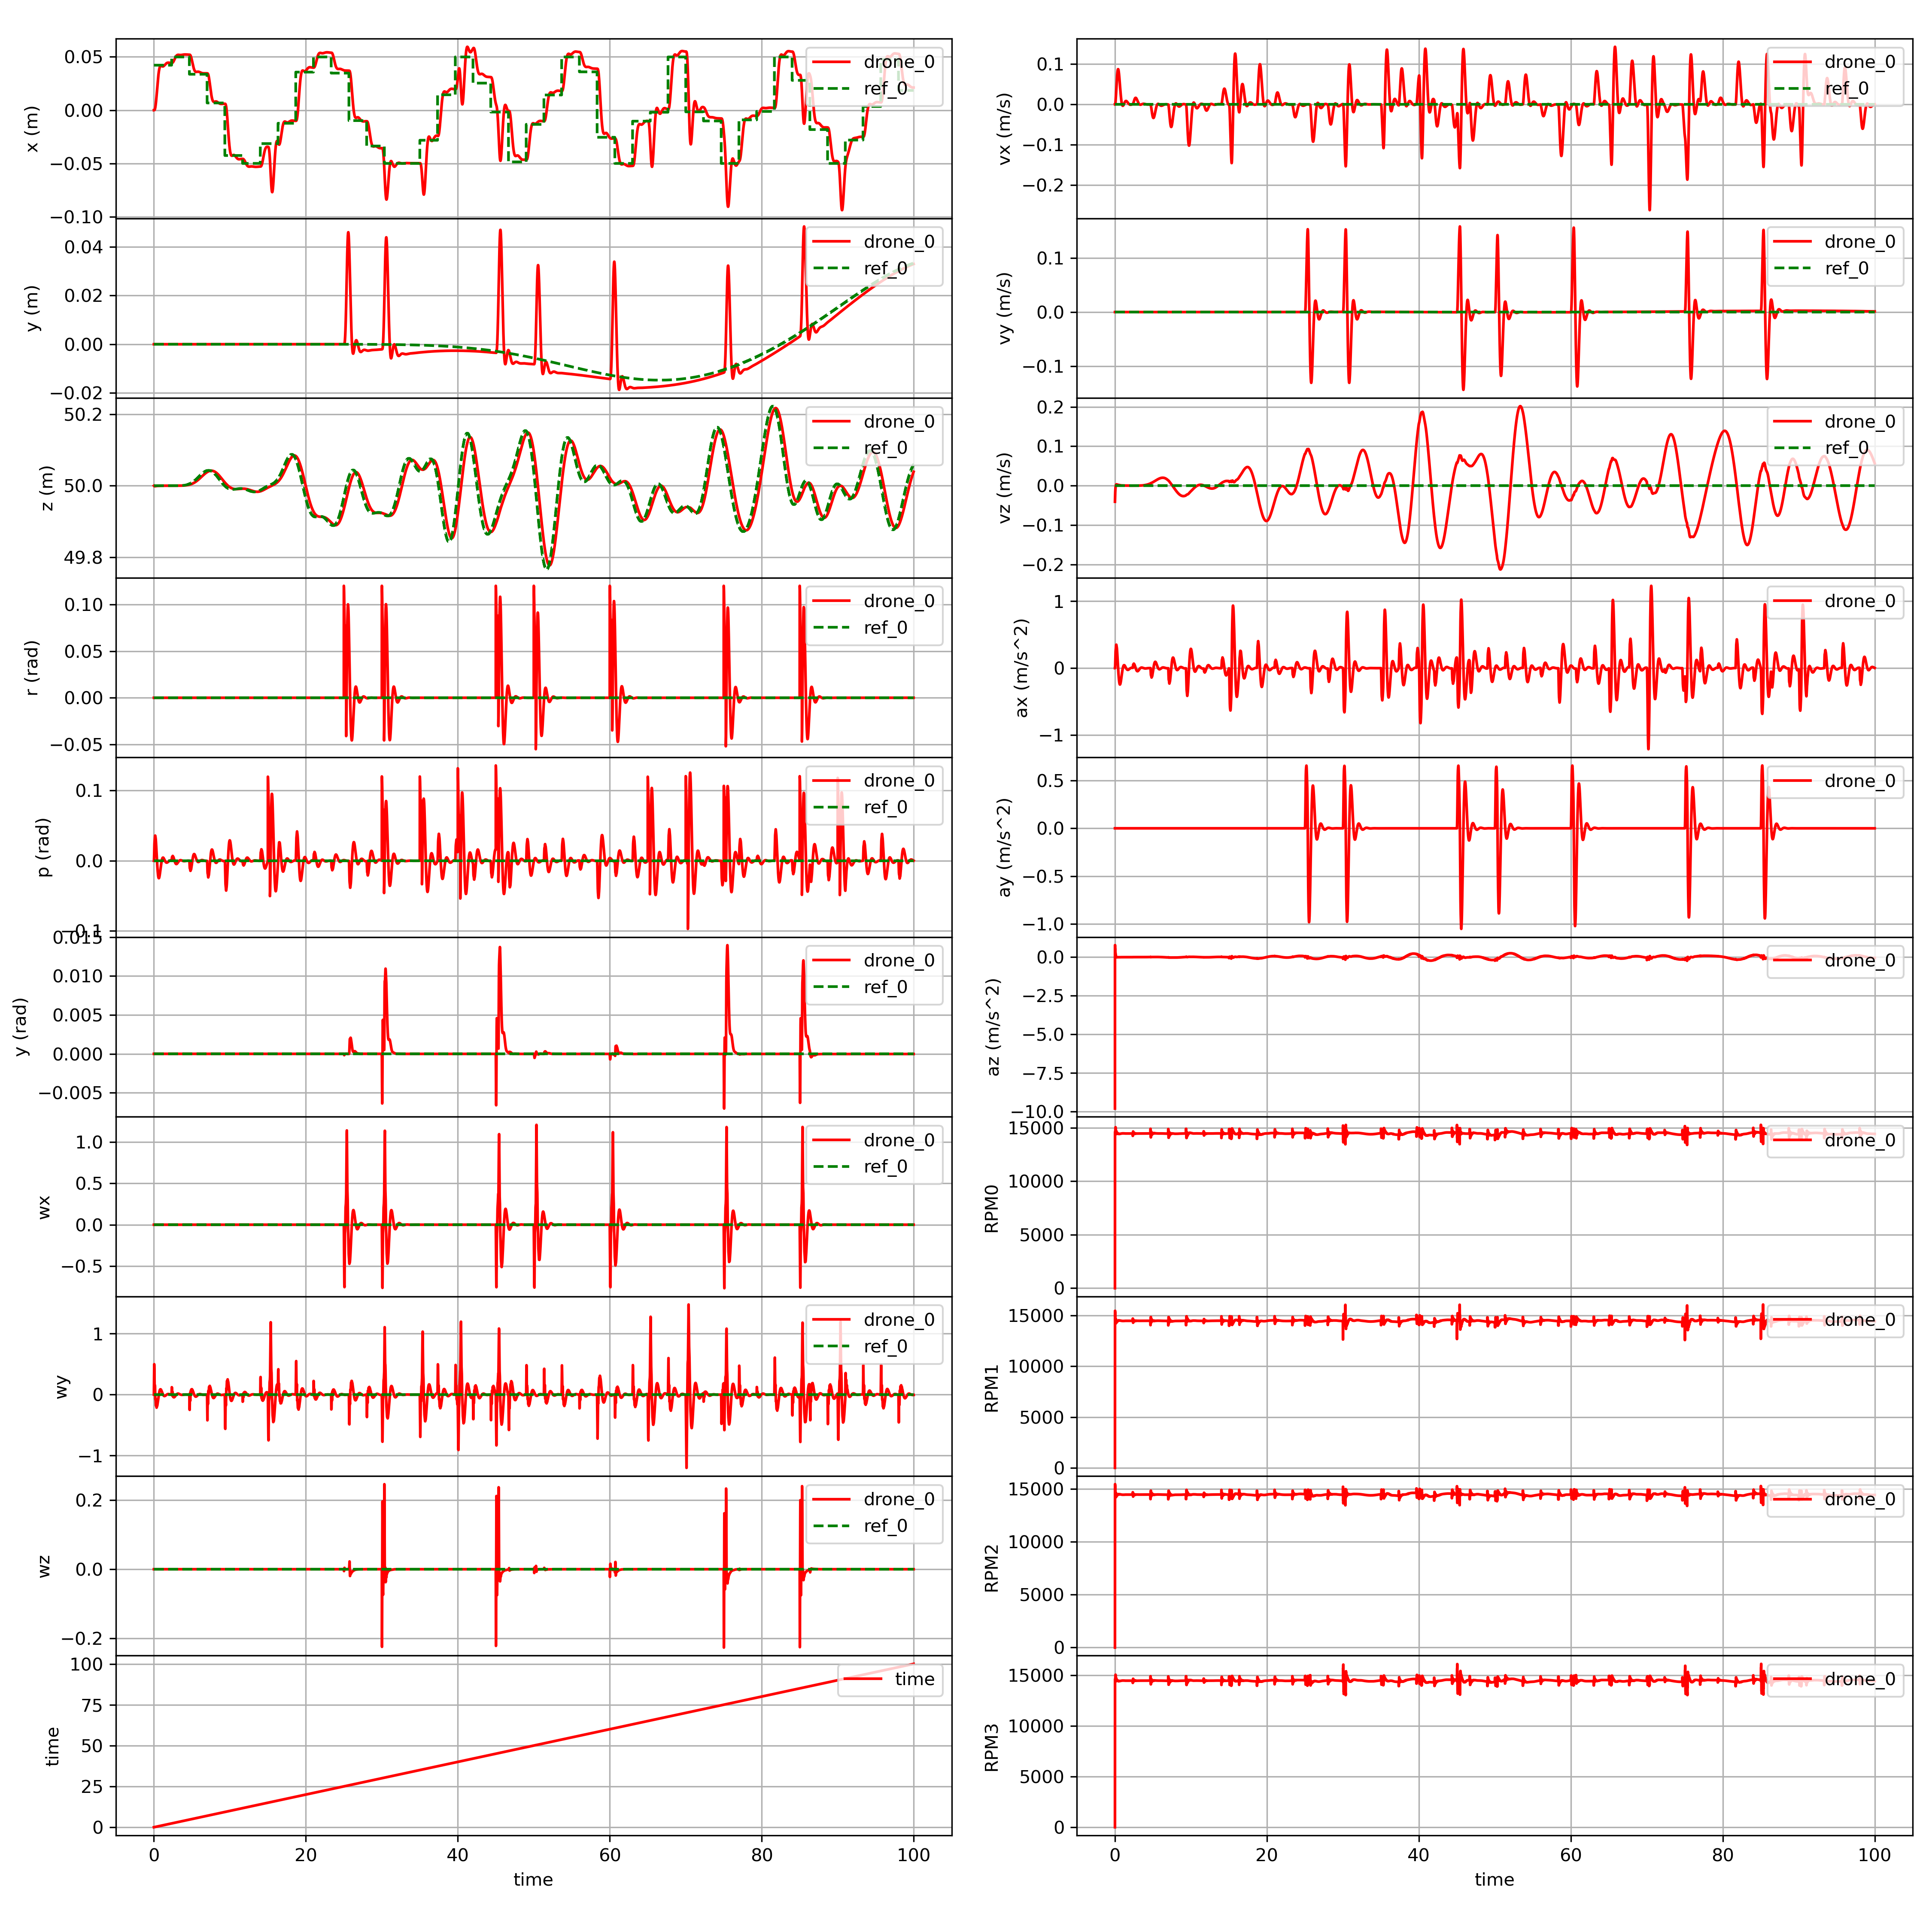 x (m)
0.05
0.00
−0.05
−0.10
drone_0
ref_0
y (m)
0.04
0.02
0.00
−0.02
drone_0
ref_0
z (m)
50.2
50.0
49.8
drone_0
ref_0
r (rad)
0.10
0.05
0.00
−0.05
drone_0
ref_0
p (rad)
0.1
0.0
−0.1
drone_0
ref_0
y (rad)
0.015
0.010
0.005
0.000
−0.005
drone_0
ref_0
wx
1.0
0.5
0.0
−0.5
drone_0
ref_0
wy
1
0
−1
drone_0
ref_0
wz
0.2
0.0
−0.2
drone_0
ref_0
time
100
75
50
25
0
time
0 20 40 60 80 100
time
vx (m/s)
0.1
0.0
−0.1
−0.2
drone_0
ref_0
vy (m/s)
0.1
0.0
−0.1
drone_0
ref_0
vz (m/s)
0.2
0.1
0.0
−0.1
−0.2
drone_0
ref_0
ax (m/s^2)
1
0
−1
drone_0
ay (m/s^2)
0.5
0.0
−0.5
−1.0
drone_0
az (m/s^2)
0.0
−2.5
−5.0
−7.5
−10.0
drone_0
RPM0
15000
10000
5000
0
drone_0
RPM1
15000
10000
5000
0
drone_0
RPM2
15000
10000
5000
0
drone_0
RPM3
15000
10000
5000
0
drone_0
0 20 40 60 80 100
time